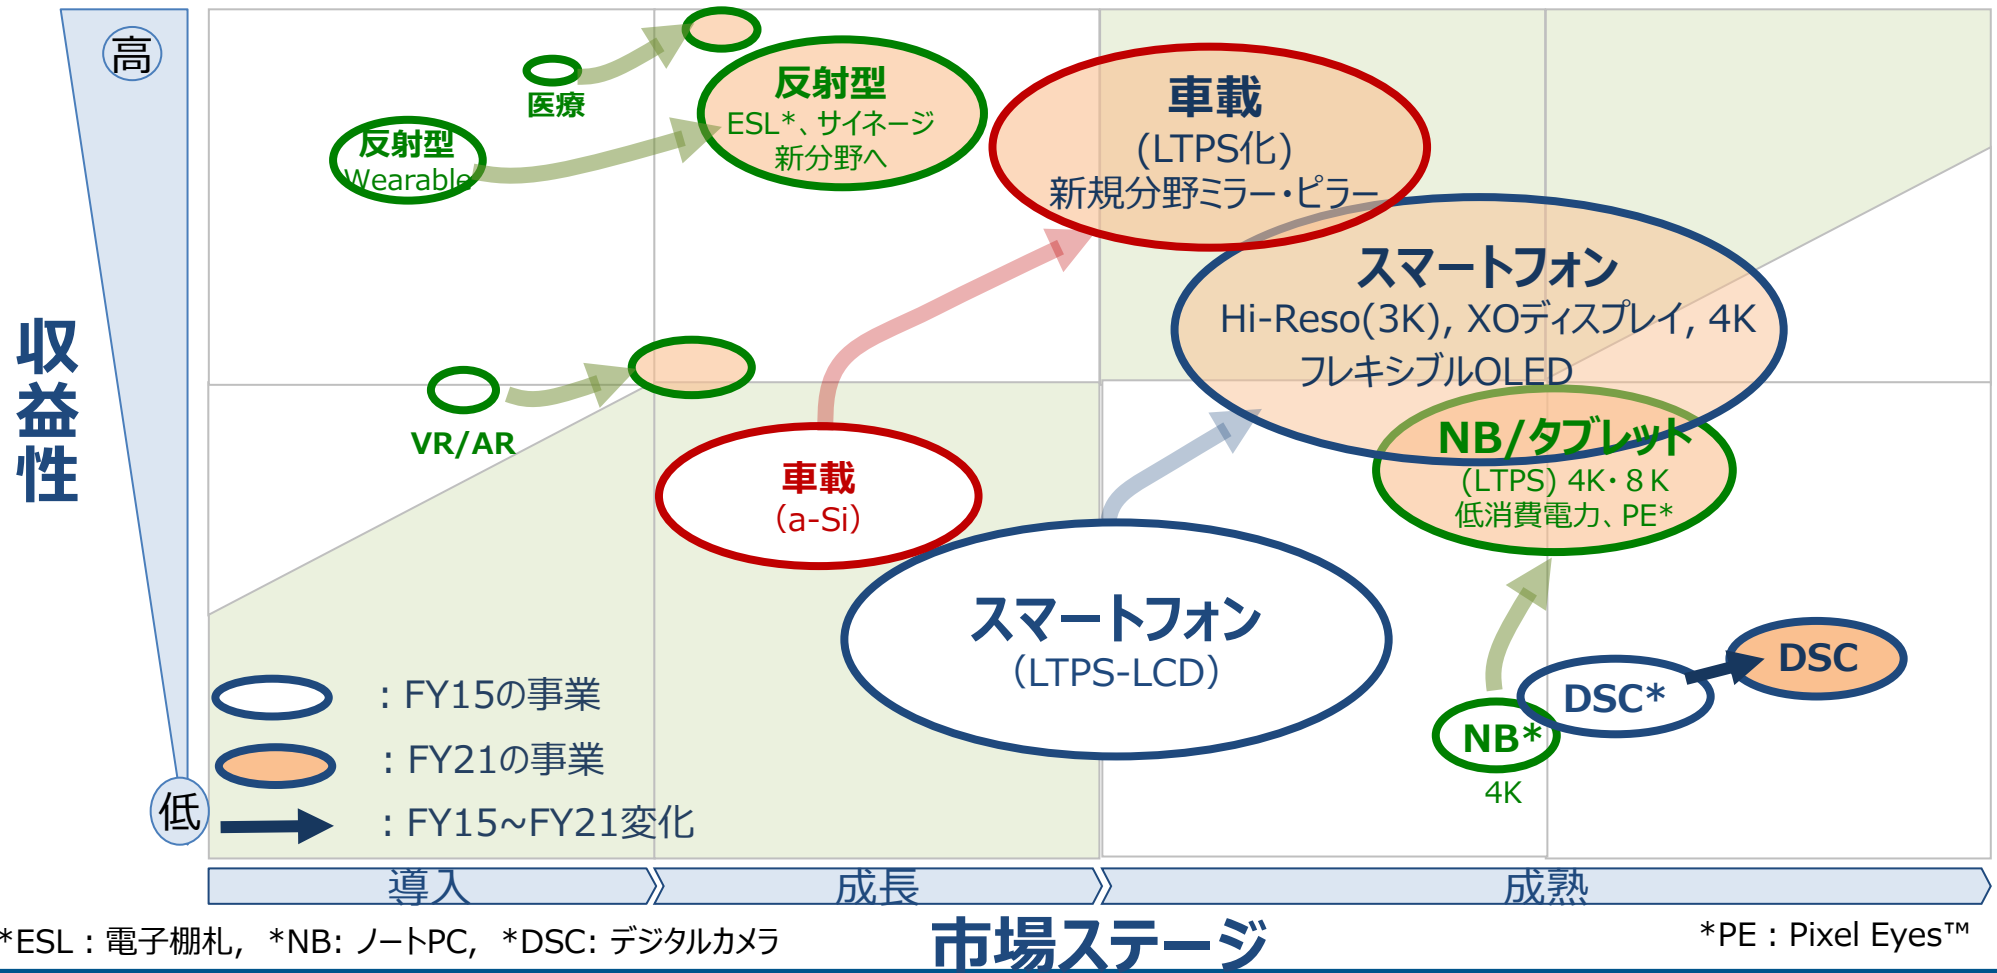 高
収益性
低
医療
反射型
Wearable
反射型
ESL*、サイネージ
新分野へ
車載
(LTPS化)
新規分野ミラー・ピラー
スマートフォン
Hi-Reso(3K), XOディスプレイ, 4K
フレキシブルOLED
VR/AR
車載
（a-Si）
NB/タブレット
(LTPS) 4K・８K
低消費電力、PE*
スマートフォン
（LTPS-LCD）
DSC
DSC*
NB*
4K
：FY15の事業
：FY21の事業
：FY15~FY21変化
導入
成長
成熟
市場ステージ
*ESL：電子棚札, *NB: ノートPC, *DSC: デジタルカメラ
*PE：Pixel Eyes™